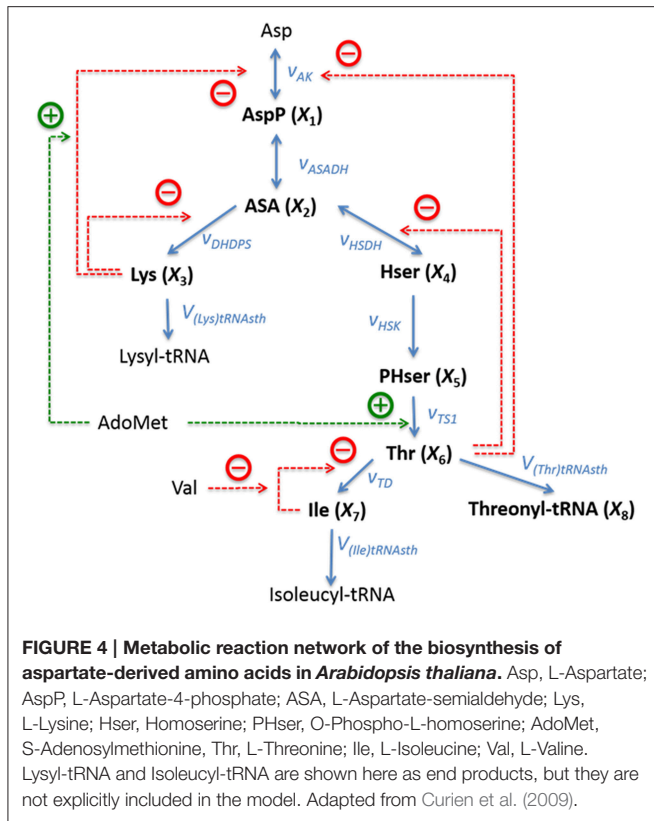 Asp
v_AK
AspP (X₁)
v_ASADH
ASA (X₂)
v_DHDPS
v_HSDH
Lys (X₃)
Hser (X₄)
V_(Lys)tRNAsth
v_HSK
Lysyl-tRNA
PHser (X₅)
AdoMet
v_TS1
Thr (X₆)
V_(Thr)tRNAsth
Val
v_TD
Ile (X₇)
Threonyl-tRNA (X₈)
V_(Ile)tRNAsth
Isoleucyl-tRNA
FIGURE 4 | Metabolic reaction network of the biosynthesis of
aspartate-derived amino acids in Arabidopsis thaliana. Asp, L-Aspartate;
AspP, L-Aspartate-4-phosphate; ASA, L-Aspartate-semialdehyde; Lys,
L-Lysine; Hser, Homoserine; PHser, O-Phospho-L-homoserine; AdoMet,
S-Adenosylmethionine, Thr, L-Threonine; Ile, L-Isoleucine; Val, L-Valine.
Lysyl-tRNA and Isoleucyl-tRNA are shown here as end products, but they are
not explicitly included in the model. Adapted from Curien et al. (2009).